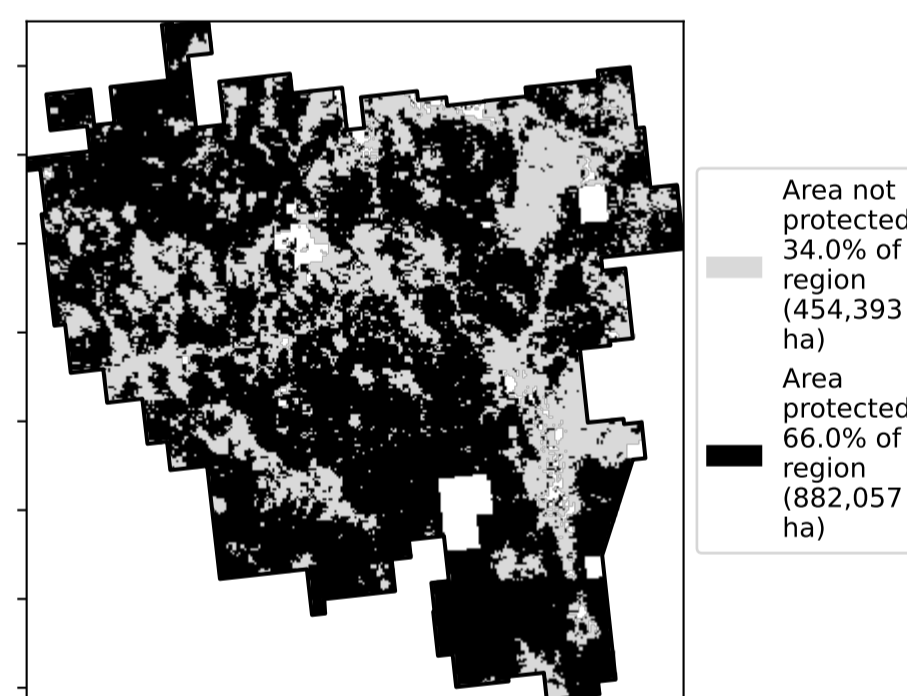 Area not
protected
34.0% of
region
(454,393
ha)
Area
protected
66.0% of
region
(882,057
ha)